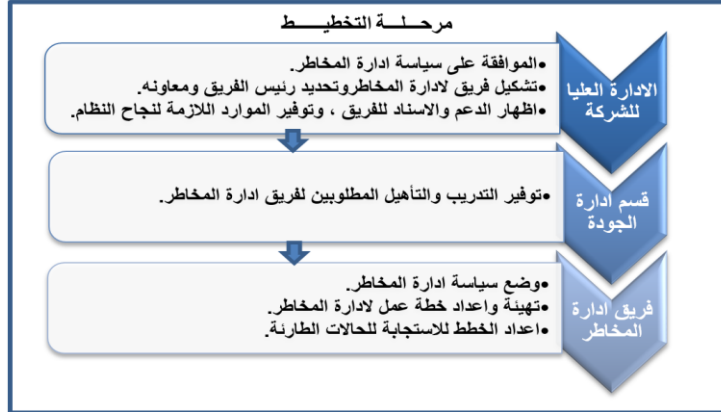 مرحلـــة التخطيـــــط
الادارة العليا
للشركة
•الموافقة على سياسة ادارة المخاطر.
•تشكيل فريق لادارة المخاطروتحديد رئيس الفريق ومعاونه.
•اظهار الدعم والاسناد للفريق ، وتوفير الموارد اللازمة لنجاح النظام.
قسم ادارة
الجودة
•توفير التدريب والتأهيل المطلوبين لفريق ادارة المخاطر.
فريق ادارة
المخاطر
•وضع سياسة ادارة المخاطر.
•تهيئة واعداد خطة عمل لادارة المخاطر.
•اعداد الخطط للاستجابة للحالات الطارئة.